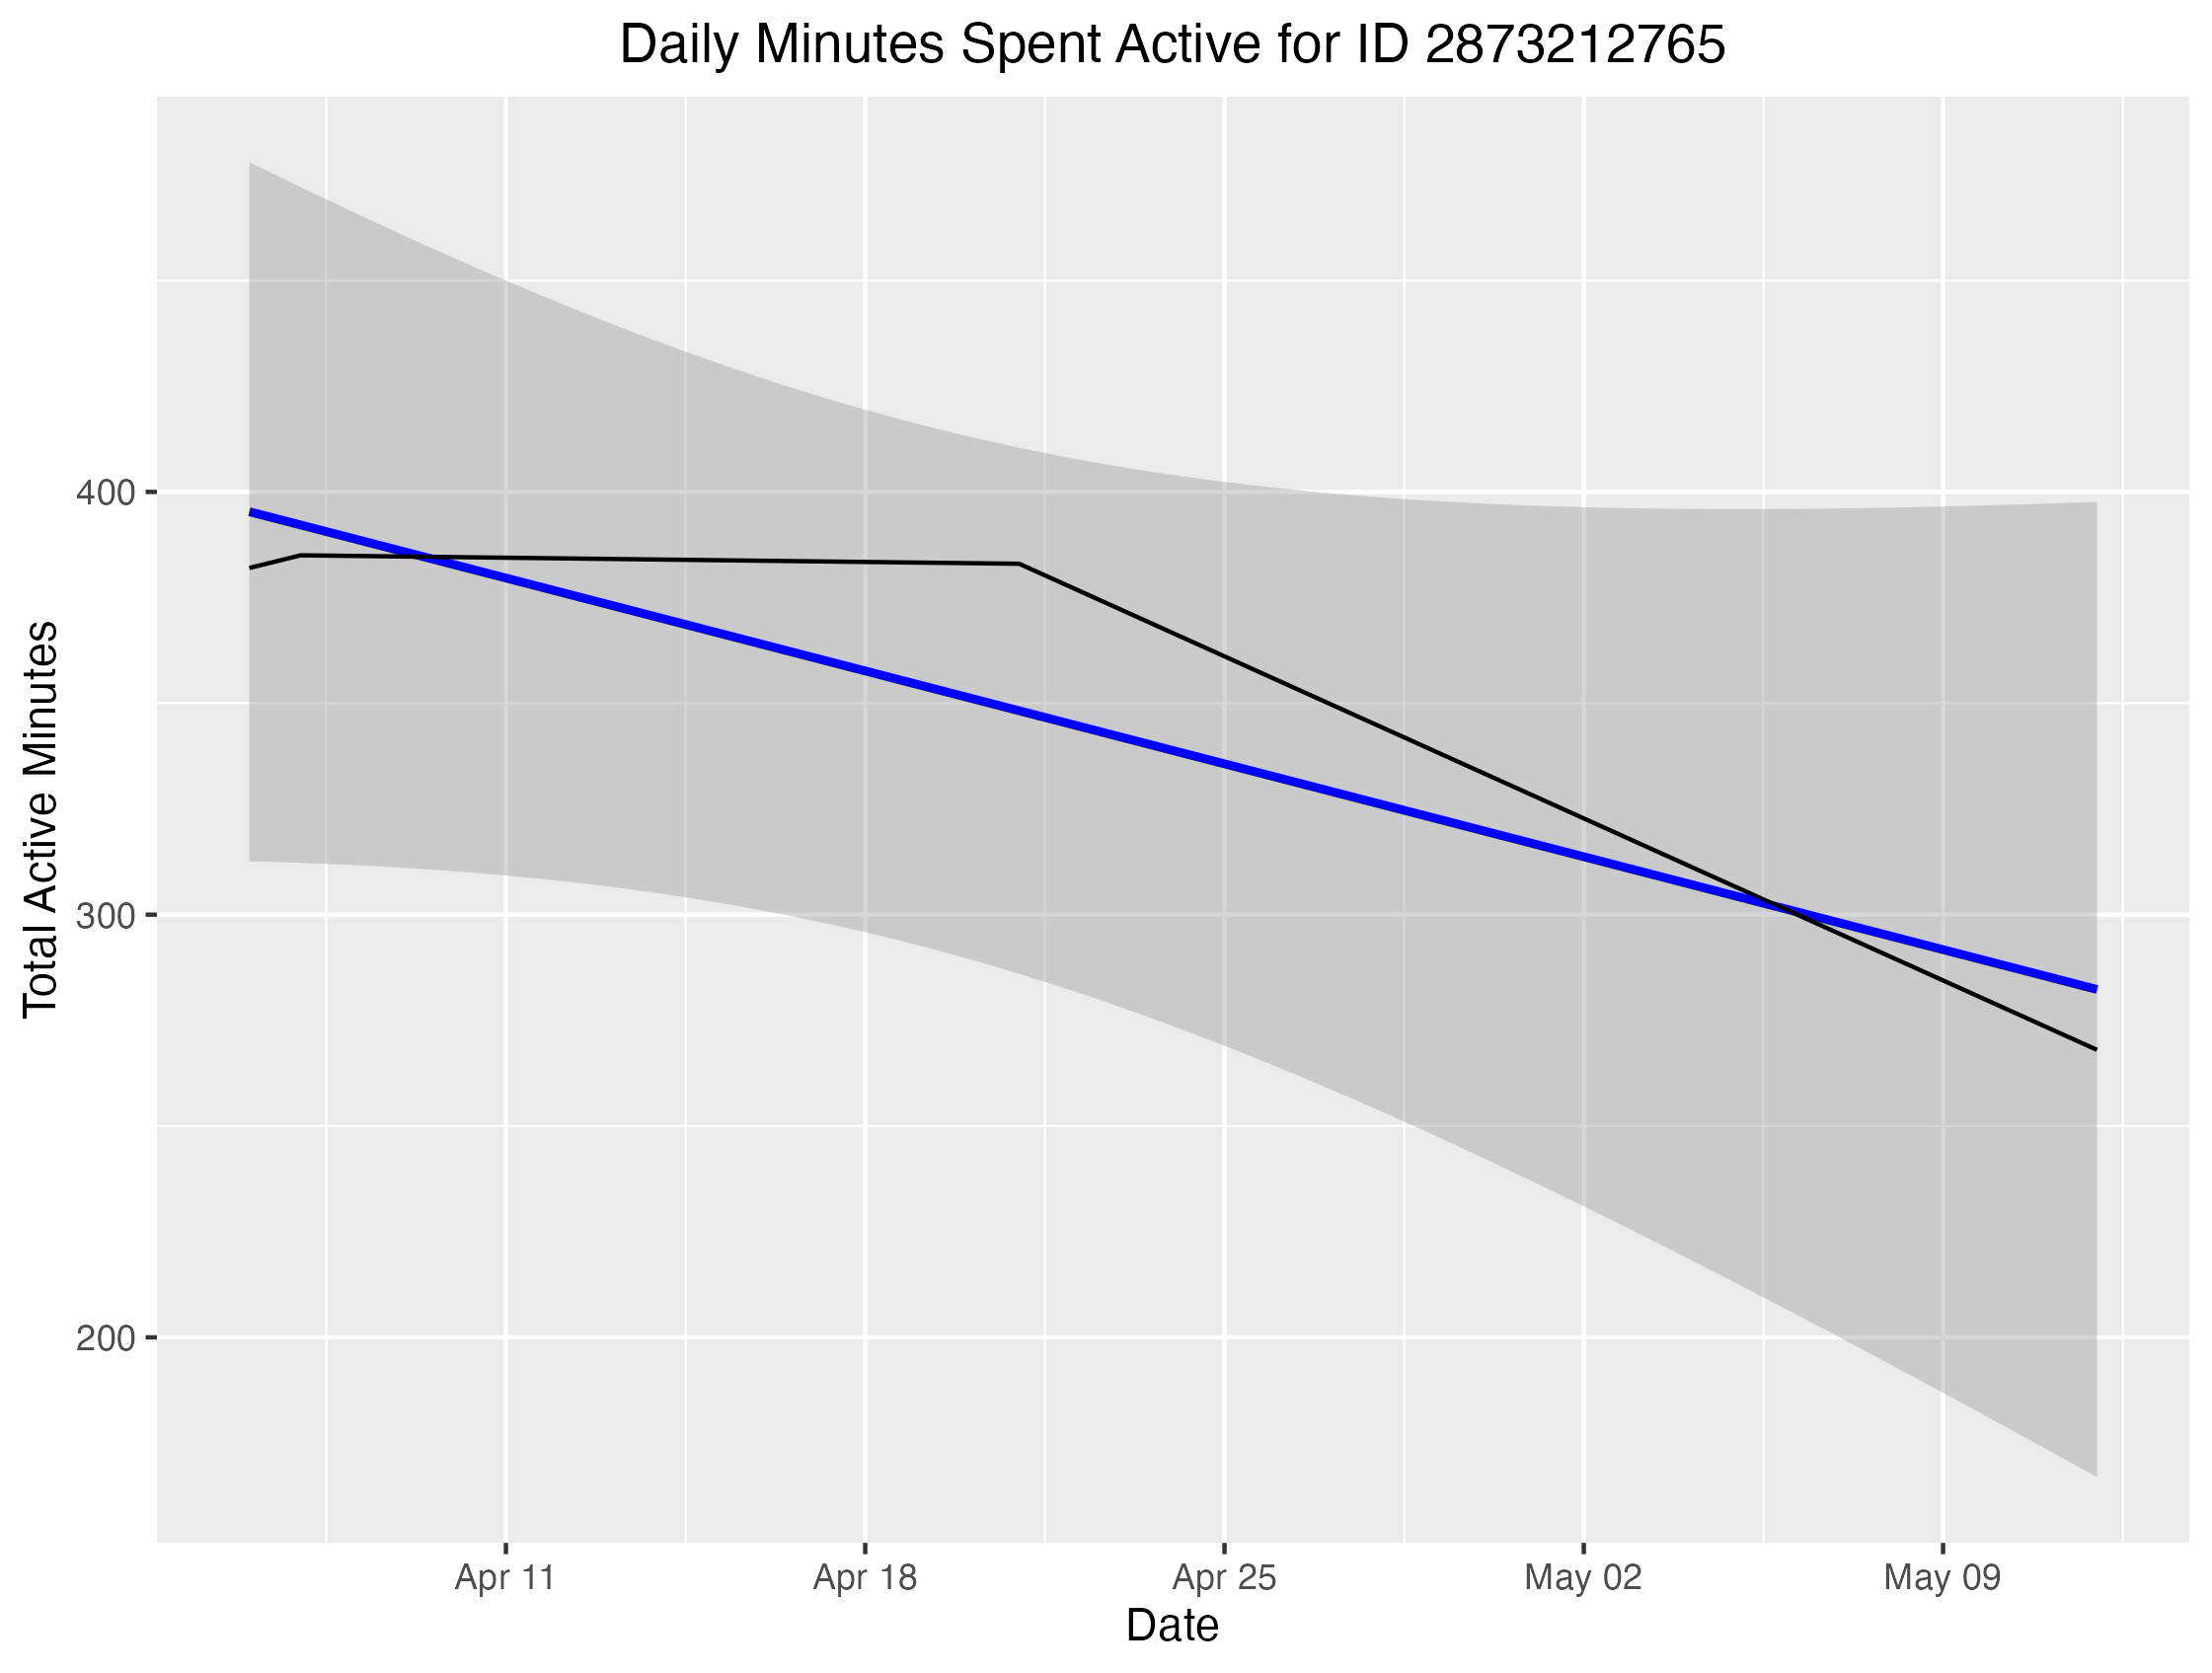 Daily Minutes Spent Active for ID 2873212765
Total Active Minutes
400
300
200
Apr 11
Apr 18
Apr 25
May 02
May 09
Date